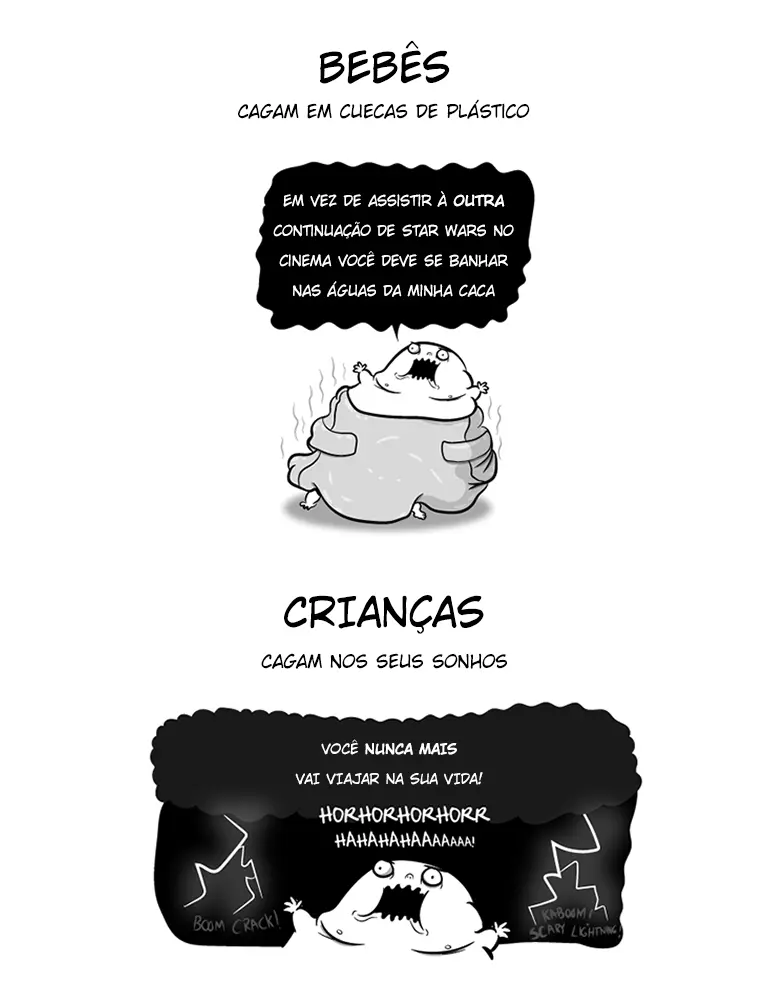 BEBÊS
CAGAM EM CUECAS DE PLÁSTICO
EM VEZ DE ASSISTIR À OUTRA
CONTINUAÇÃO DE STAR WARS NO
CINEMA VOCÊ DEVE SE BANHAR
NAS ÁGUAS DA MINHA CACA
CRIANÇAS
CAGAM NOS SEUS SONHOS
VOCÊ NUNCA MAIS
VAI VIAJAR NA SUA VIDA!
HORHORHORHORR
HAHAHAHAAAAAAA!
BOOM CRACK!
KABOOM!
SCARY LIGHTNING!